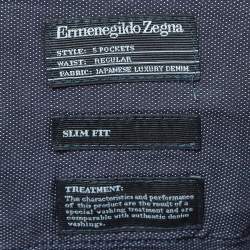 Ermenegildo Zegna
STYLE: 5 POCKETS
WAIST: REGULAR
FABRIC: JAPANESE LUXURY DENIM
SLIM FIT
TREATMENT:
The characteristics and performances
of this product are the result of a
special washing treatment and are
comparable with authentic denim
washings.